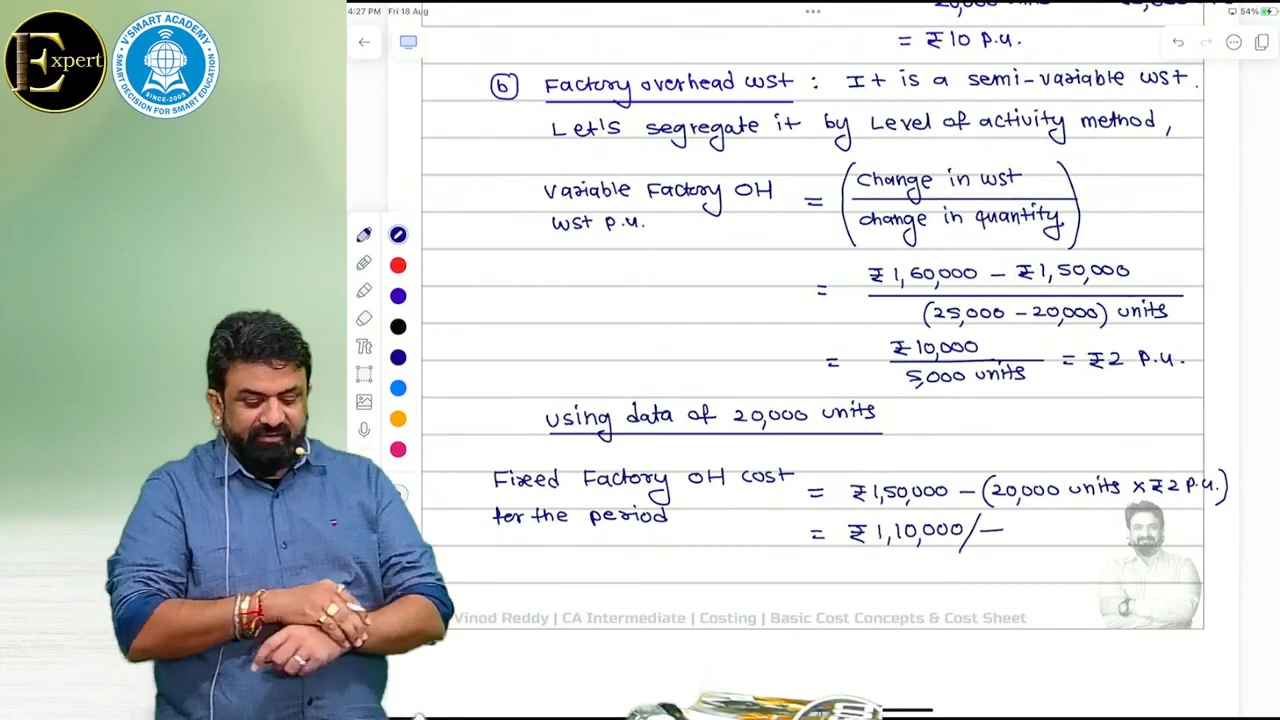 4:27 PM Fri 18 Aug
54%
Expert
V'SMART ACADEMY
SMART DECISION FOR SMART EDUCATION
SINCE-2005
= ₹10 p.u.
(b) Factory overhead cost : It is a semi-variable cost.
Let's segregate it by Level of activity method,
variable Factory OH cost p.u. = (change in cost / change in quantity)
= ₹1,60,000 – ₹1,50,000
(25,000 – 20,000) units
= ₹10,000 / 5,000 units = ₹2 p.u.
using data of 20,000 units
Fixed Factory OH cost for the period = ₹1,50,000 – (20,000 units × ₹2 p.u.)
= ₹1,10,000/–
Vinod Reddy | CA Intermediate | Costing | Basic Cost Concepts & Cost Sheet
Tt